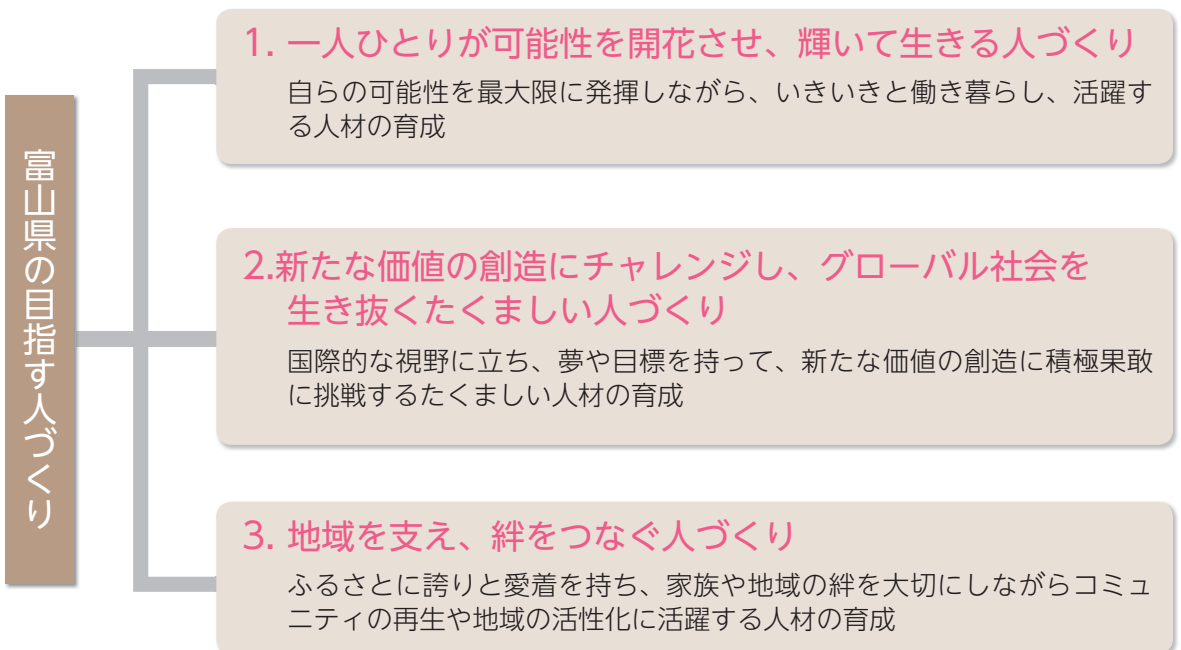 富山県の目指す人づくり
1. 一人ひとりが可能性を開花させ、輝いて生きる人づくり
自らの可能性を最大限に発揮しながら、いきいきと働き暮らし、活躍す
る人材の育成
2.新たな価値の創造にチャレンジし、グローバル社会を
生き抜くたくましい人づくり
国際的な視野に立ち、夢や目標を持って、新たな価値の創造に積極果敢
に挑戦するたくましい人材の育成
3. 地域を支え、絆をつなぐ人づくり
ふるさとに誇りと愛着を持ち、家族や地域の絆を大切にしながらコミュ
ニティの再生や地域の活性化に活躍する人材の育成